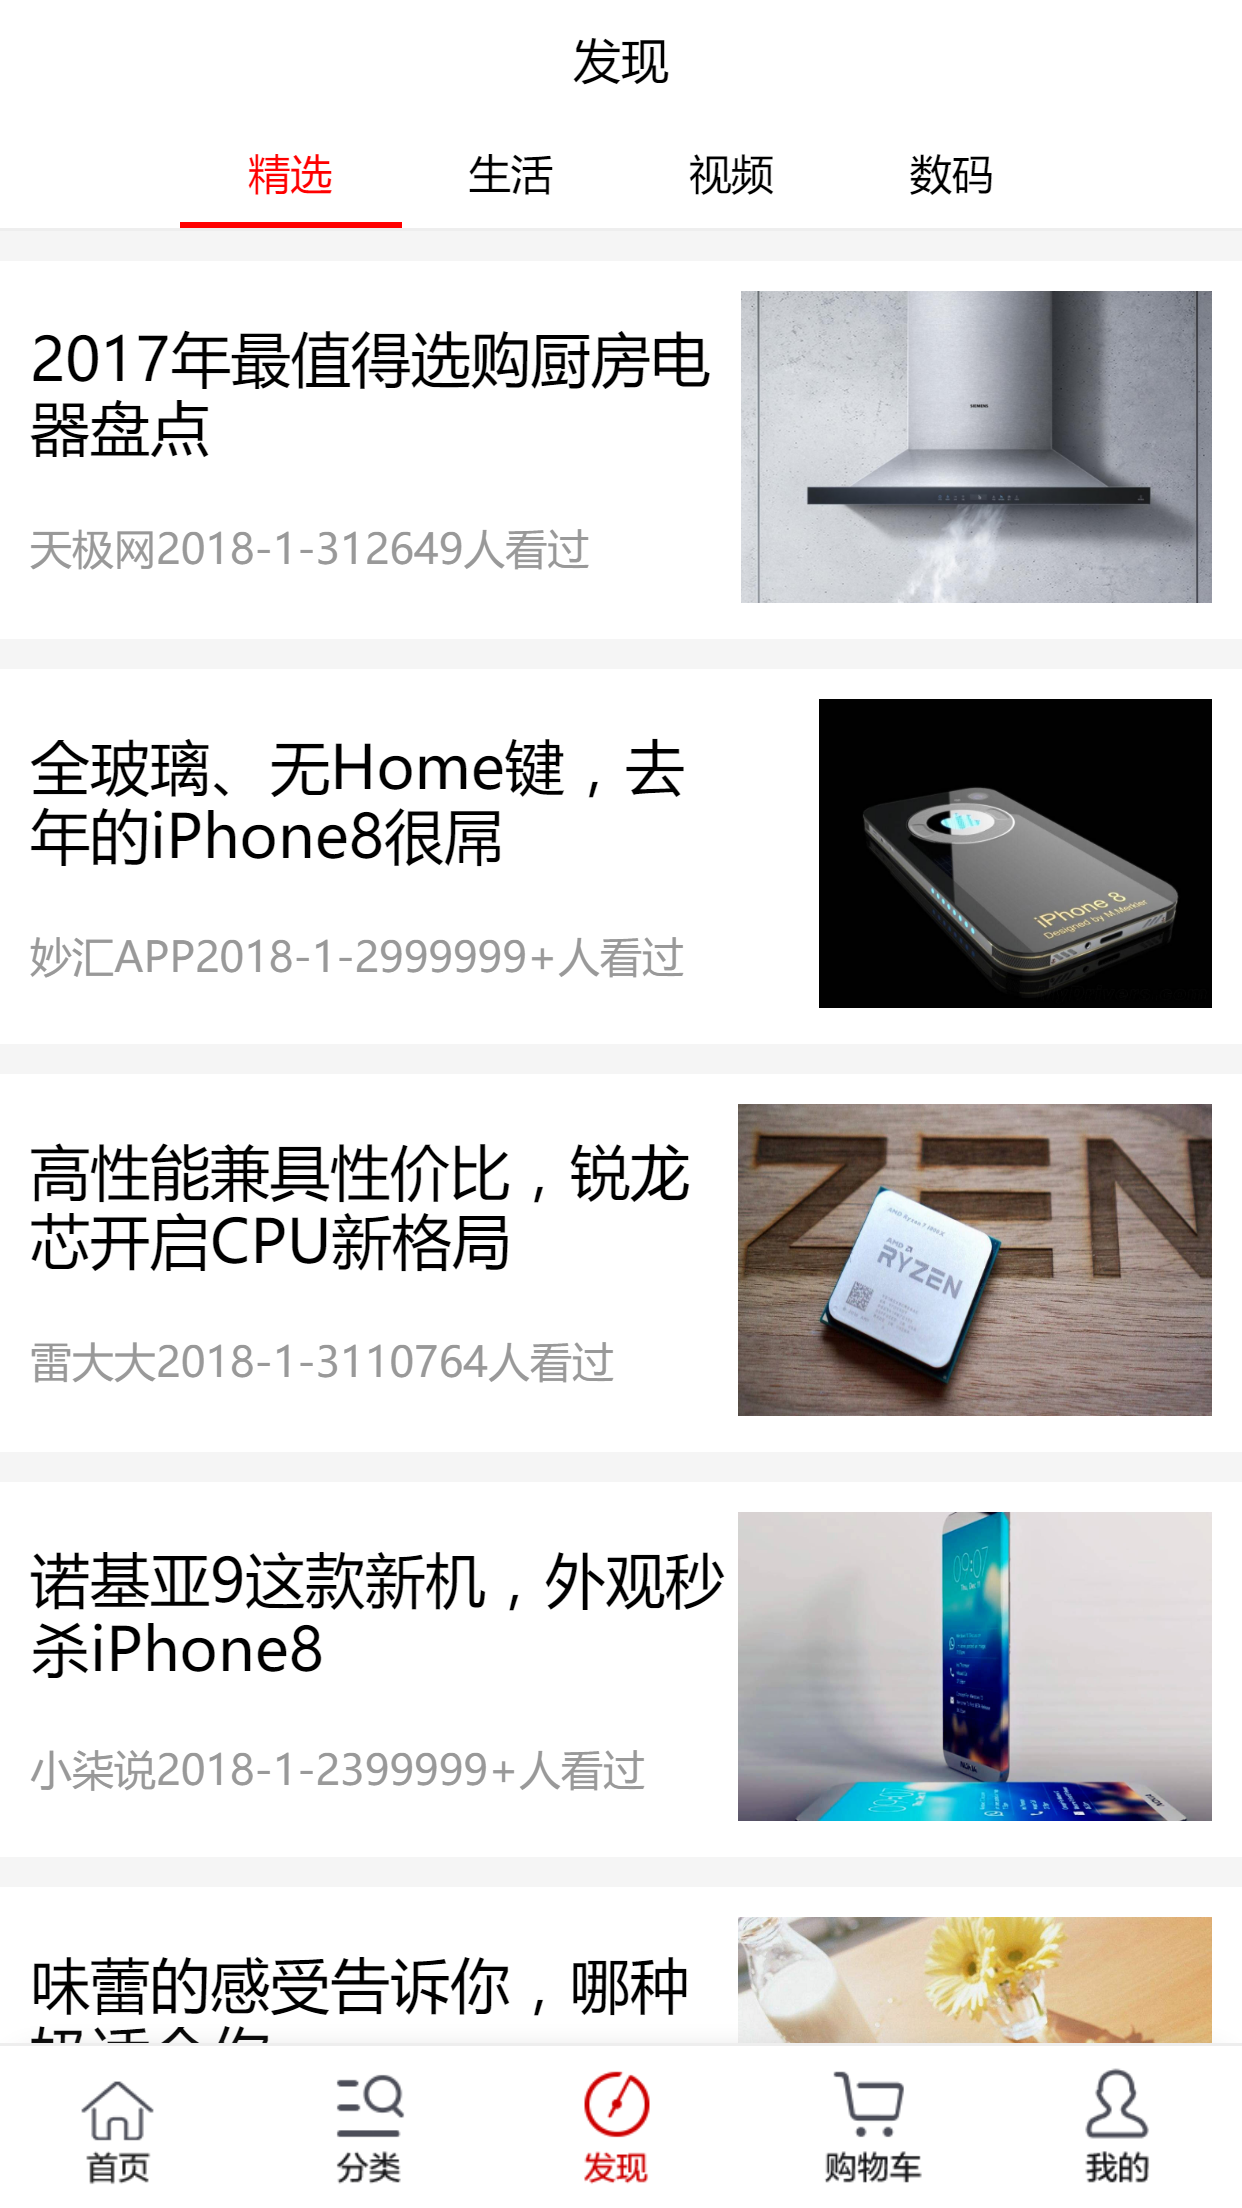 发现
精选 生活 视频 数码
2017年最值得选购厨房电
器盘点
天极网2018-1-312649人看过
SIEMENS
全玻璃、无Home键，去
年的iPhone8很屌
妙汇APP2018-1-2999999+人看过
iPhone 8
Designed by M.Merkler
高性能兼具性价比，锐龙
芯开启CPU新格局
雷大大2018-1-3110764人看过
ZEN
AMD
RYZEN
诺基亚9这款新机，外观秒
杀iPhone8
小柒说2018-1-2399999+人看过
09:07
NOKIA
味蕾的感受告诉你，哪种
首页 分类 发现 购物车 我的